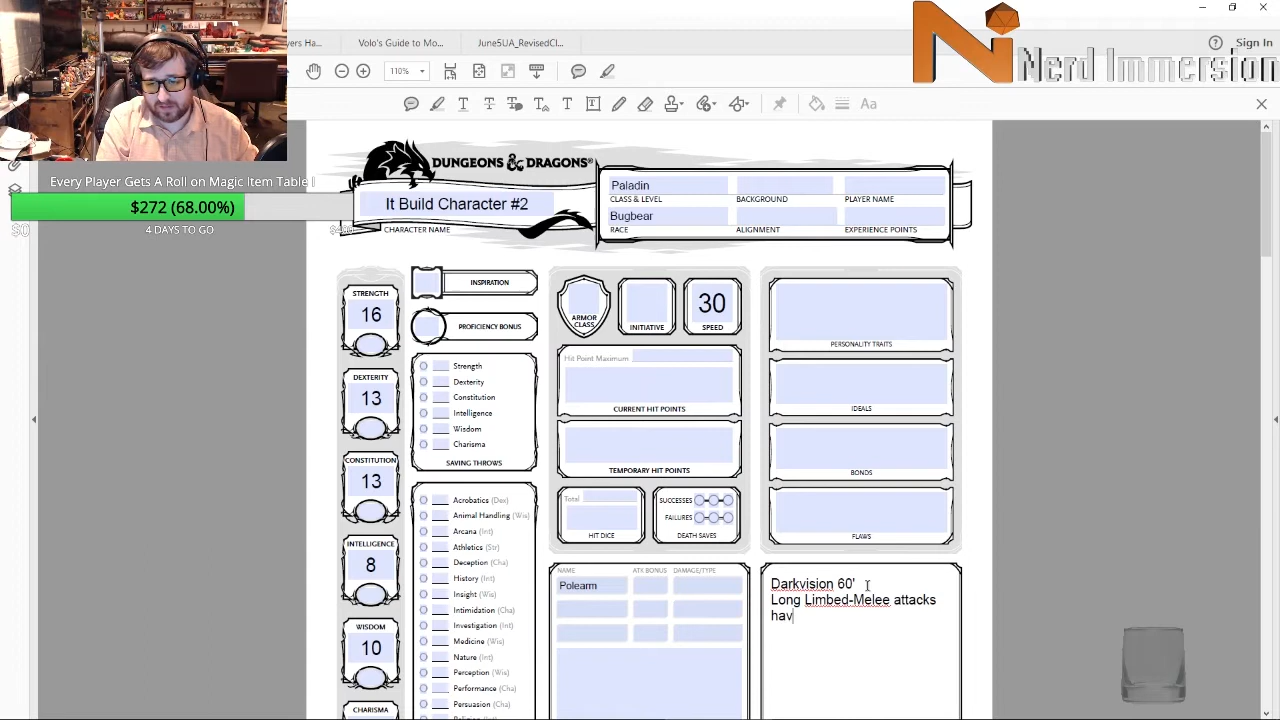 ers Ha...
Volo's Guide to Mo...
June5UA_RevisedCl...
Sign In
Nerd Immersion
110%
Aa
Every Player Gets A Roll on Magic Item Table
$272 (68.00%)
$0
4 DAYS TO GO
DUNGEONS & DRAGONS®
It Build Character #2
CHARACTER NAME
Paladin
CLASS & LEVEL
BACKGROUND
PLAYER NAME
Bugbear
RACE
ALIGNMENT
EXPERIENCE POINTS
STRENGTH
16
DEXTERITY
13
CONSTITUTION
13
INTELLIGENCE
8
WISDOM
10
CHARISMA
INSPIRATION
PROFICIENCY BONUS
Strength
Dexterity
Constitution
Intelligence
Wisdom
Charisma
SAVING THROWS
Acrobatics (Dex)
Animal Handling (Wis)
Arcana (Int)
Athletics (Str)
Deception (Cha)
History (Int)
Insight (Wis)
Intimidation (Cha)
Investigation (Int)
Medicine (Wis)
Nature (Int)
Perception (Wis)
Performance (Cha)
Persuasion (Cha)
Religion (Int)
ARMOR
CLASS
INITIATIVE
30
SPEED
Hit Point Maximum
CURRENT HIT POINTS
TEMPORARY HIT POINTS
Total
HIT DICE
SUCCESSES
FAILURES
DEATH SAVES
NAME
ATK BONUS
DAMAGE/TYPE
Polearm
PERSONALITY TRAITS
IDEALS
BONDS
FLAWS
Darkvision 60'
Long Limbed-Melee attacks
hav